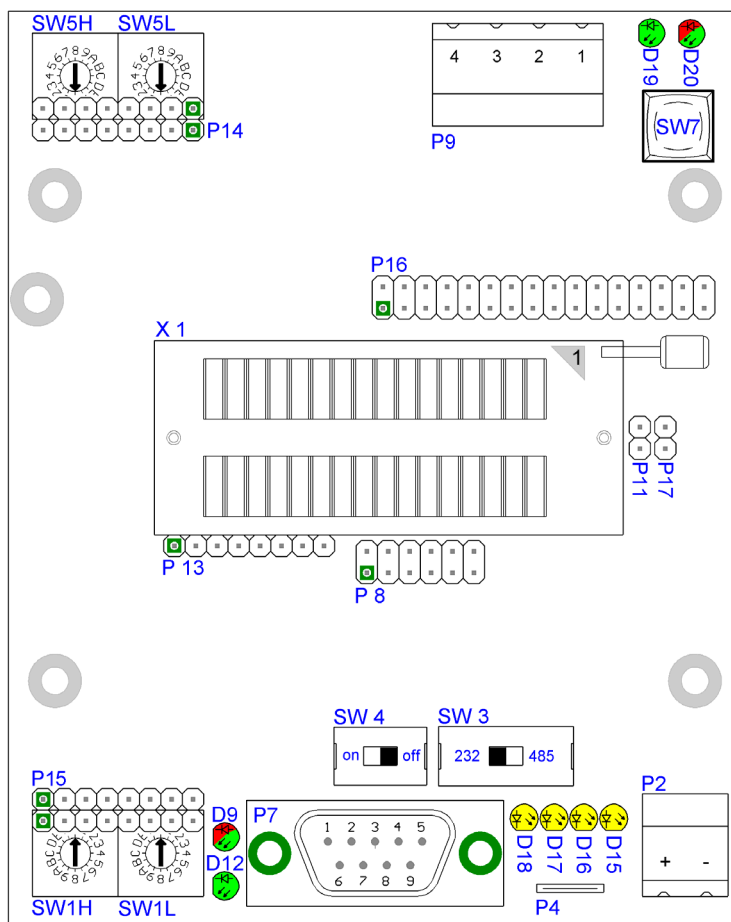 SW5H SW5L
P14
4 3 2 1
P9
D19 D20
SW7
P16
X 1
1
P11 P17
P 13
P 8
SW 4 SW 3
on off 232 485
P15
P2
D9
P7
1 2 3 4 5
6 7 8 9
D12
D18 D17 D16 D15
+ -
P4
SW1H SW1L